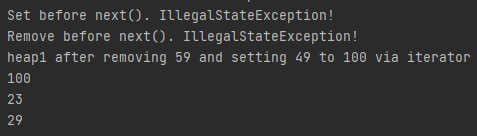 Set before next(). IllegalStateException!
Remove before next(). IllegalStateException!
heap1 after removing 59 and setting 49 to 100 via iterator
100
23
29